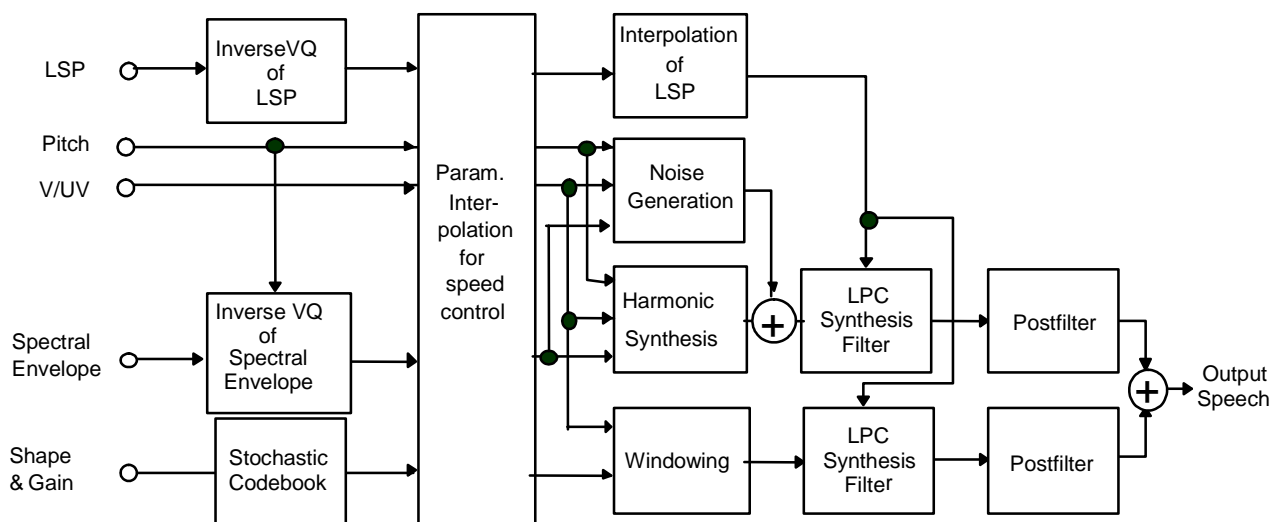 LSP
InverseVQ
of
LSP
Pitch
V/UV
Spectral
Envelope
Inverse VQ
of
Spectral
Envelope
Shape
& Gain
Stochastic
Codebook
Param.
Inter-
polation
for
speed
control
Interpolation
of
LSP
Noise
Generation
Harmonic
Synthesis
+
LPC
Synthesis
Filter
Postfilter
Windowing
LPC
Synthesis
Filter
Postfilter
+
Output
Speech